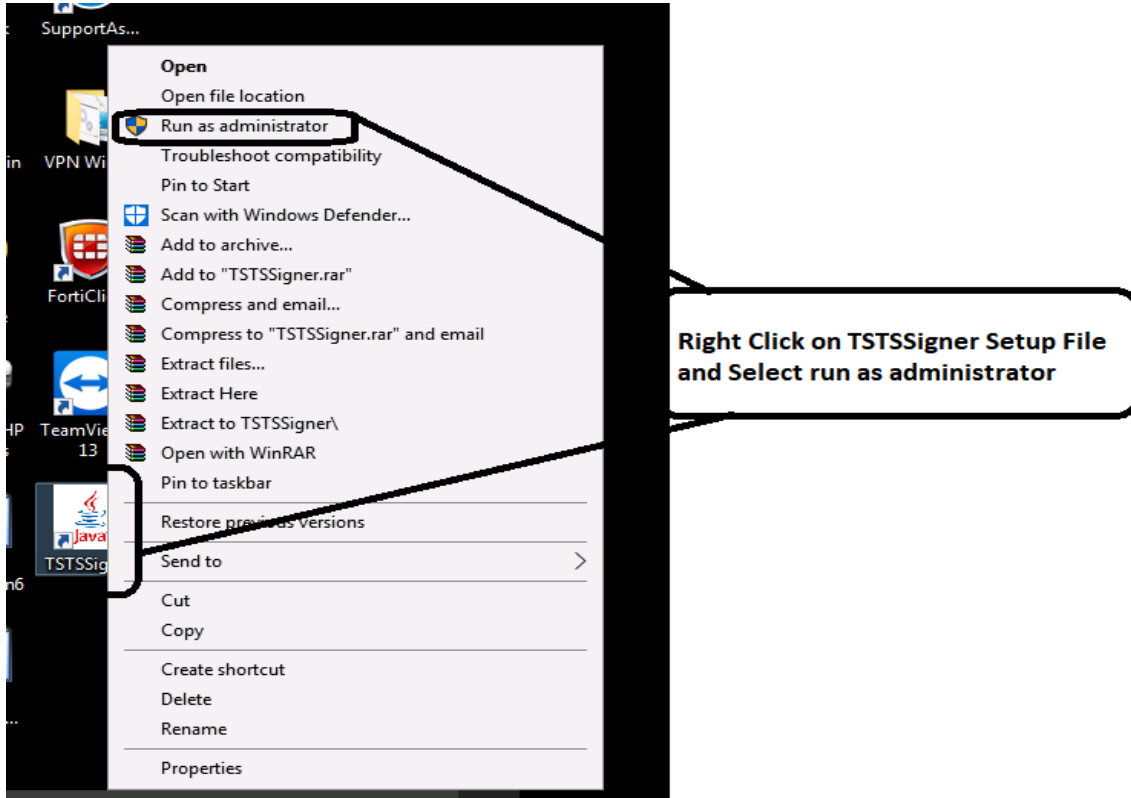 SupportAs...
Open
Open file location
Run as administrator
Troubleshoot compatibility
Pin to Start
Scan with Windows Defender...
Add to archive...
Add to "TSTSSigner.rar"
Compress and email...
Compress to "TSTSSigner.rar" and email
Extract files...
Extract Here
Extract to TSTSSigner\
Open with WinRAR
Pin to taskbar
Restore previous versions
Send to
Cut
Copy
Create shortcut
Delete
Rename
Properties
in
VPN Wi
FortiCli
HP
TeamVie
13
s
Java
TSTSSig
n6
...
Right Click on TSTSSigner Setup File
and Select run as administrator